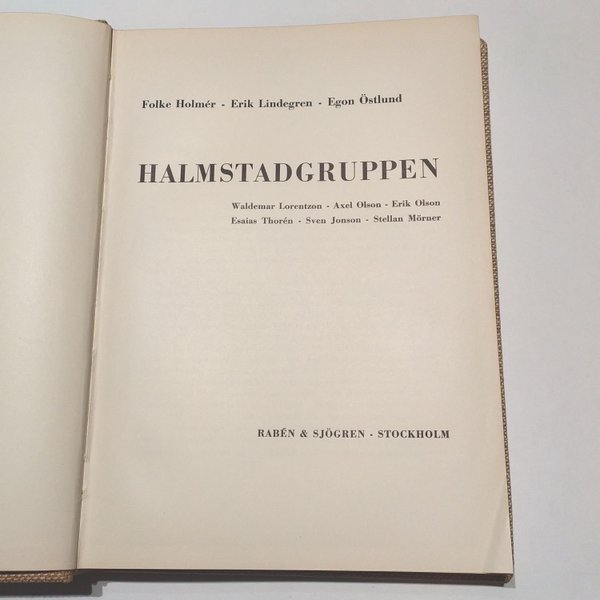 Folke Holmér - Erik Lindegren - Egon Östlund
HALMSTADGRUPPEN
Waldemar Lorentzon - Axel Olson - Erik Olson
Esaias Thorén - Sven Jonson - Stellan Mörner
RABÉN & SJÖGREN - STOCKHOLM